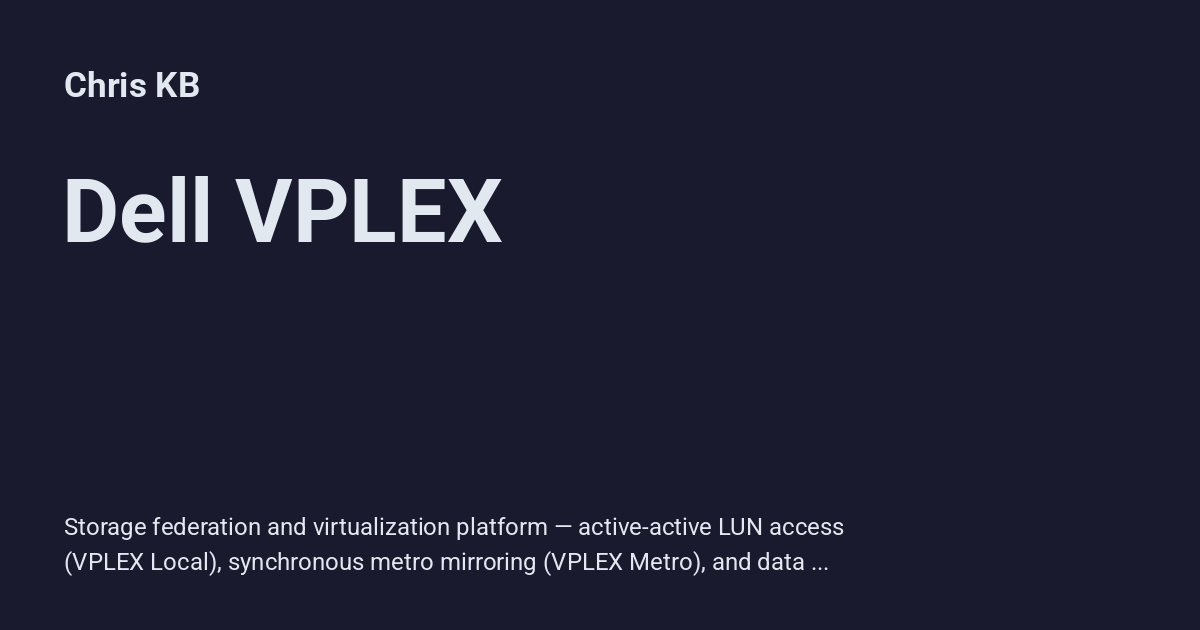 Chris KB
Dell VPLEX
Storage federation and virtualization platform — active-active LUN access
(VPLEX Local), synchronous metro mirroring (VPLEX Metro), and data ...